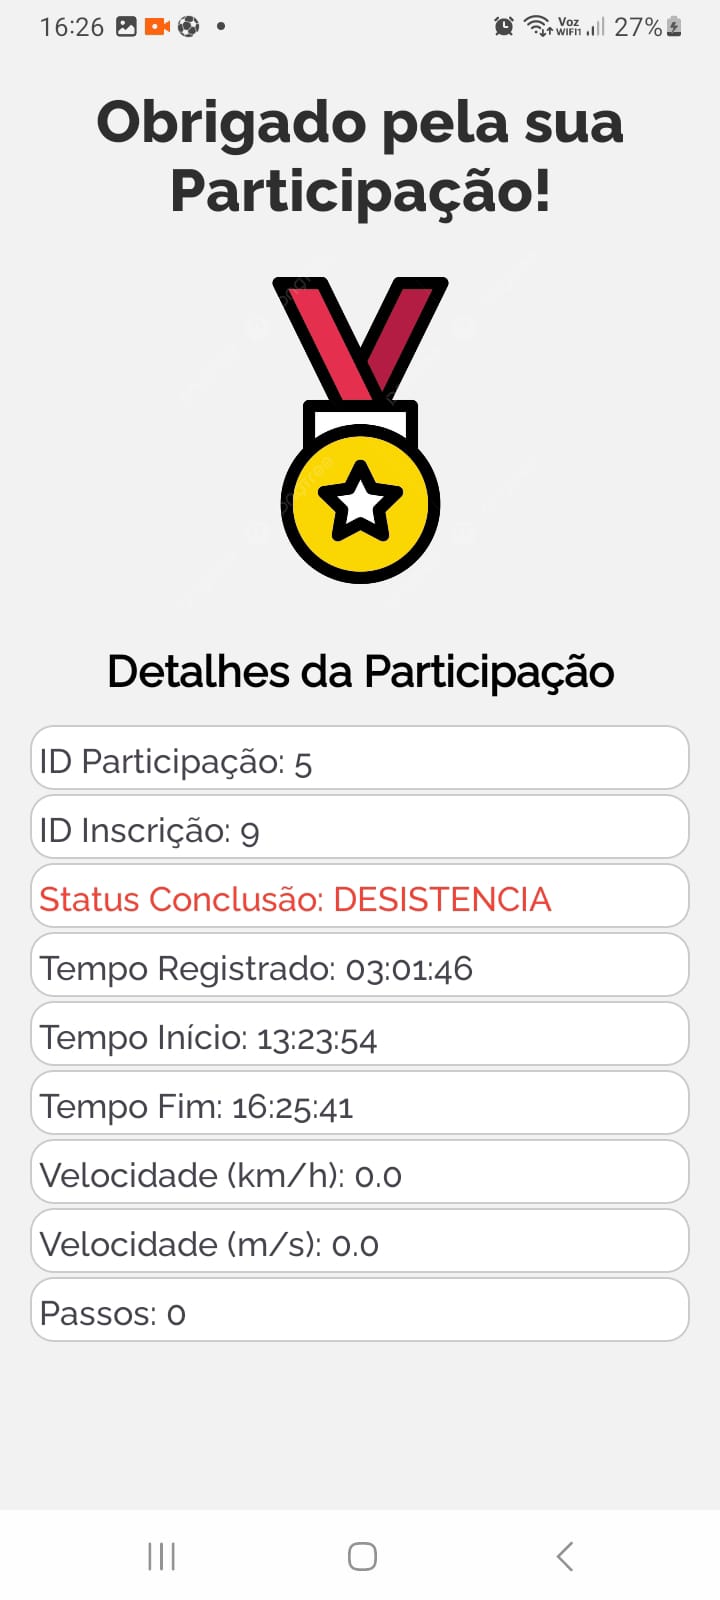 16:26
Voz
WIFI1
27%
Obrigado pela sua
Participação!
Detalhes da Participação
ID Participação: 5
ID Inscrição: 9
Status Conclusão: DESISTENCIA
Tempo Registrado: 03:01:46
Tempo Início: 13:23:54
Tempo Fim: 16:25:41
Velocidade (km/h): 0.0
Velocidade (m/s): 0.0
Passos: 0